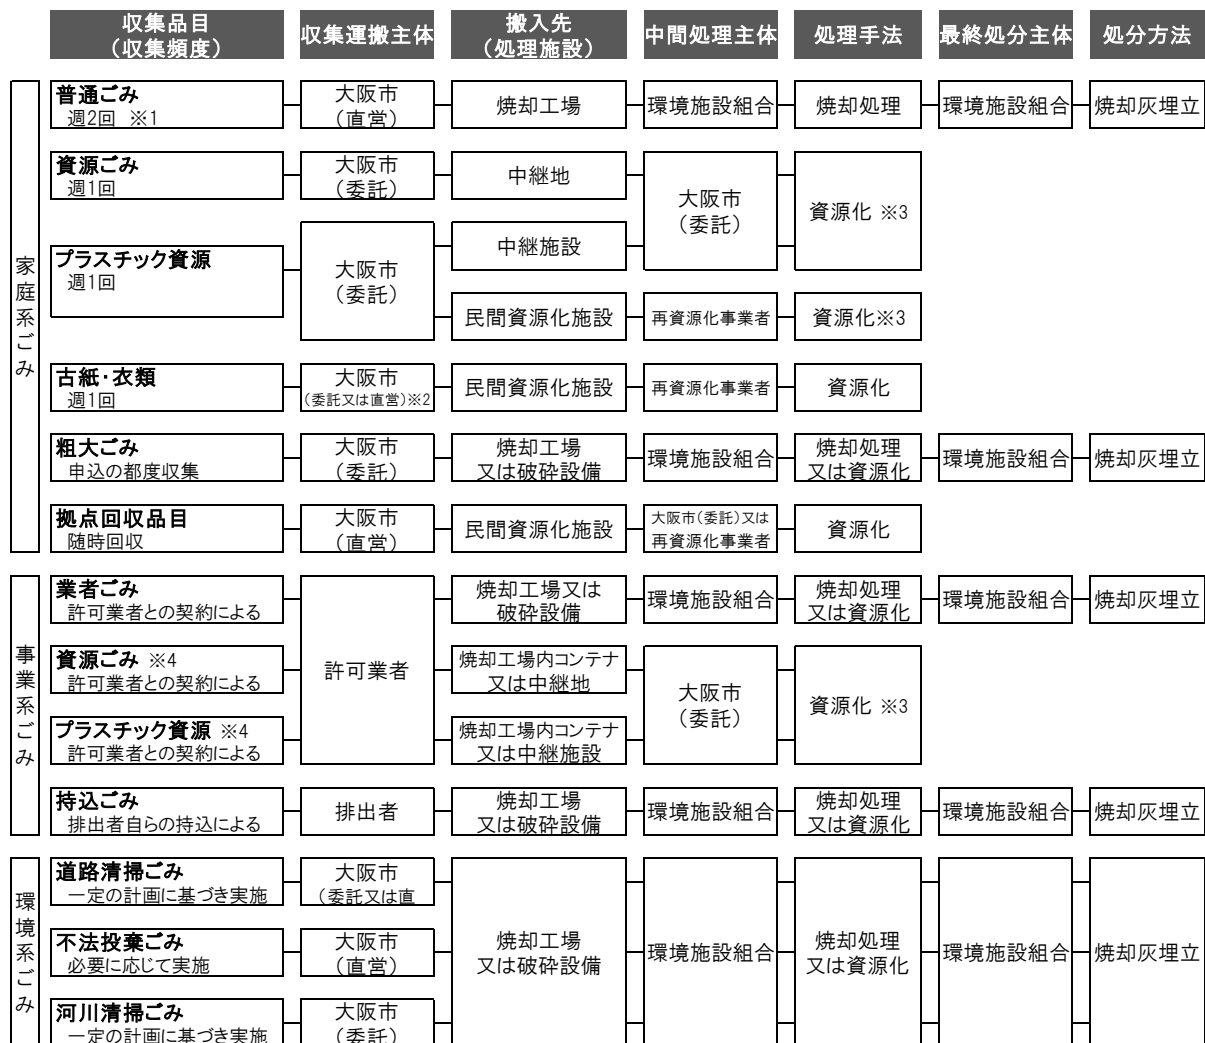 収集品目
（収集頻度）
収集運搬主体
搬入先
（処理施設）
中間処理主体
処理手法
最終処分主体
処分方法
家庭系ごみ
普通ごみ
週2回 ※1
大阪市
（直営）
焼却工場
環境施設組合
焼却処理
環境施設組合
焼却灰埋立
資源ごみ
週1回
大阪市
（委託）
中継地
大阪市
（委託）
資源化 ※3
プラスチック資源
週1回
大阪市
（委託）
中継施設
民間資源化施設
再資源化事業者
資源化※3
古紙・衣類
週1回
大阪市
（委託又は直営）※2
民間資源化施設
再資源化事業者
資源化
粗大ごみ
申込の都度収集
大阪市
（委託）
焼却工場
又は破砕設備
環境施設組合
焼却処理
又は資源化
環境施設組合
焼却灰埋立
拠点回収品目
随時回収
大阪市
（直営）
民間資源化施設
大阪市（委託）又は
再資源化事業者
資源化
事業系ごみ
業者ごみ
許可業者との契約による
許可業者
焼却工場又は
破砕設備
環境施設組合
焼却処理
又は資源化
環境施設組合
焼却灰埋立
資源ごみ ※4
許可業者との契約による
焼却工場内コンテナ
又は中継地
大阪市
（委託）
資源化 ※3
プラスチック資源 ※4
許可業者との契約による
焼却工場内コンテナ
又は中継施設
持込ごみ
排出者自らの持込による
排出者
焼却工場
又は破砕設備
環境施設組合
焼却処理
又は資源化
環境施設組合
焼却灰埋立
環境系ごみ
道路清掃ごみ
一定の計画に基づき実施
大阪市
（委託又は直
焼却工場
又は破砕設備
環境施設組合
焼却処理
又は資源化
環境施設組合
焼却灰埋立
不法投棄ごみ
必要に応じて実施
大阪市
（直営）
河川清掃ごみ
一定の計画に基づき実施
大阪市
（委託）